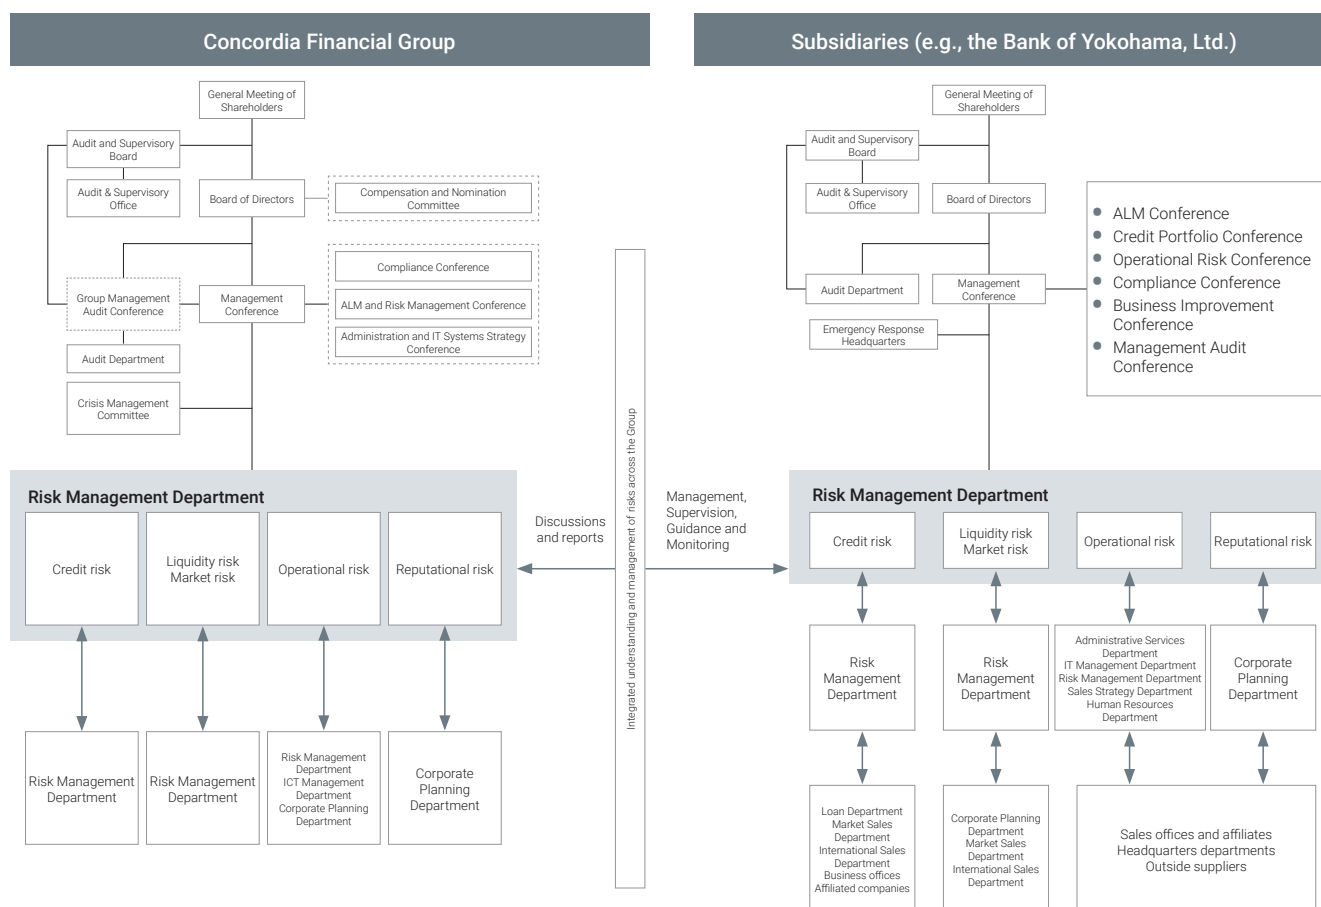 Concordia Financial Group
General Meeting of
Shareholders
Audit and Supervisory
Board
Audit & Supervisory
Office
Board of Directors
Compensation and Nomination
Committee
Group Management
Audit Conference
Management
Conference
Compliance Conference
ALM and Risk Management Conference
Administration and IT Systems Strategy
Conference
Audit Department
Crisis Management
Committee
Risk Management Department
Credit risk
Liquidity risk
Market risk
Operational risk
Reputational risk
Risk Management
Department
Risk Management
Department
Risk Management
Department
ICT Management
Department
Corporate Planning
Department
Corporate
Planning
Department
Discussions
and reports
Integrated understanding and management of risks across the Group
Management,
Supervision,
Guidance and
Monitoring
Subsidiaries (e.g., the Bank of Yokohama, Ltd.)
General Meeting of
Shareholders
Audit and Supervisory
Board
Audit & Supervisory
Office
Board of Directors
Audit Department
Management
Conference
Emergency Response
Headquarters
ALM Conference
Credit Portfolio Conference
Operational Risk Conference
Compliance Conference
Business Improvement
Conference
Management Audit
Conference
Risk Management Department
Credit risk
Liquidity risk
Market risk
Operational risk
Reputational risk
Risk
Management
Department
Risk
Management
Department
Administrative Services
Department
IT Management Department
Risk Management Department
Sales Strategy Department
Human Resources
Department
Corporate
Planning
Department
Loan Department
Market Sales
Department
International Sales
Department
Business offices
Affiliated companies
Corporate Planning
Department
Market Sales
Department
International Sales
Department
Sales offices and affiliates
Headquarters departments
Outside suppliers